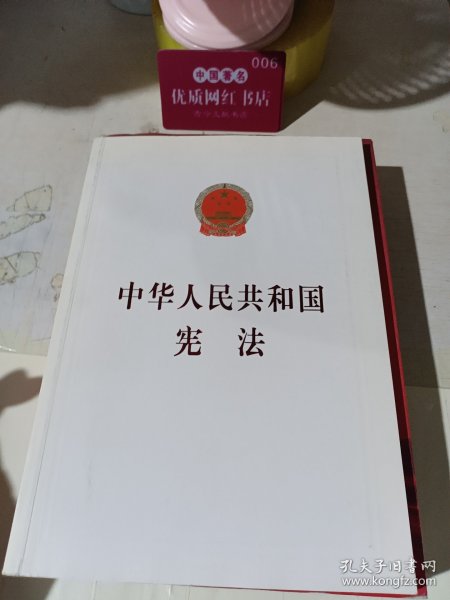 006
中国著名
优质网红书店
中华人民共和国
宪法
孔夫子旧书网
www.kongfz.com